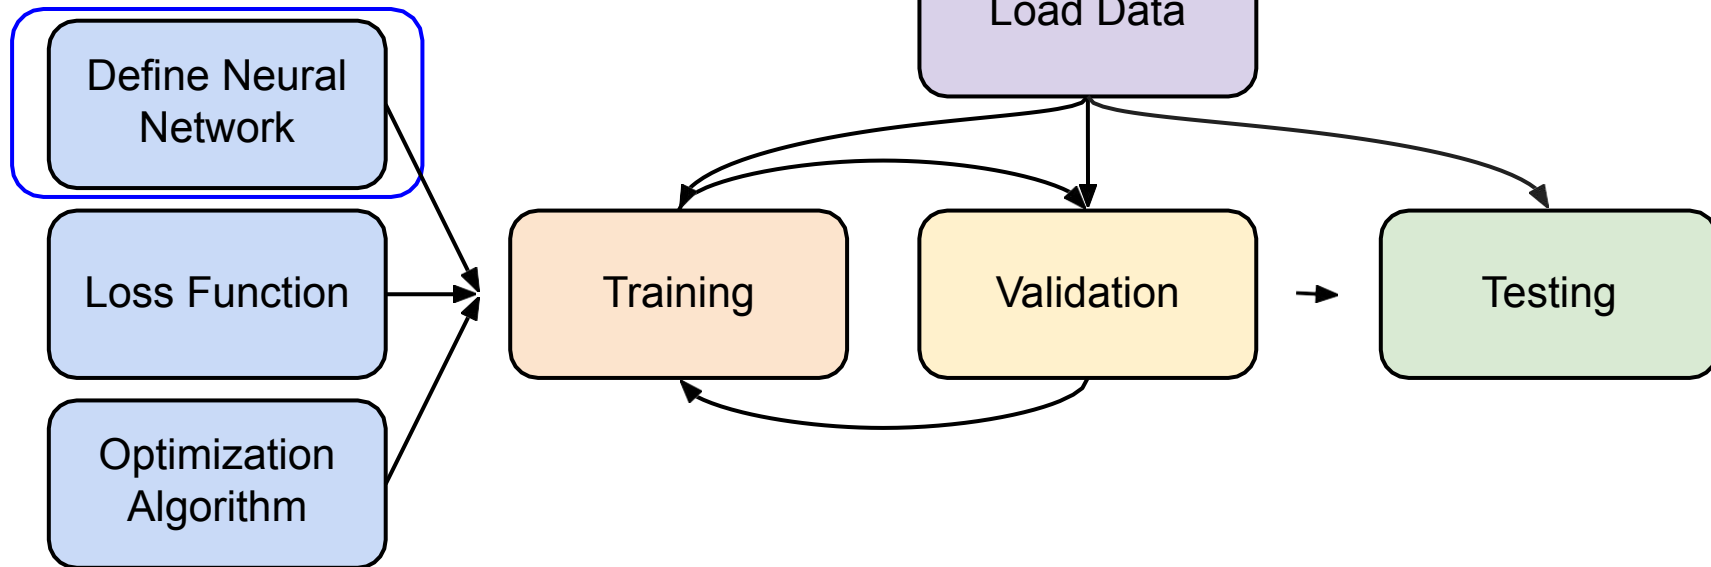 Load Data
Define Neural
Network
Loss Function
Training
Validation
Testing
Optimization
Algorithm